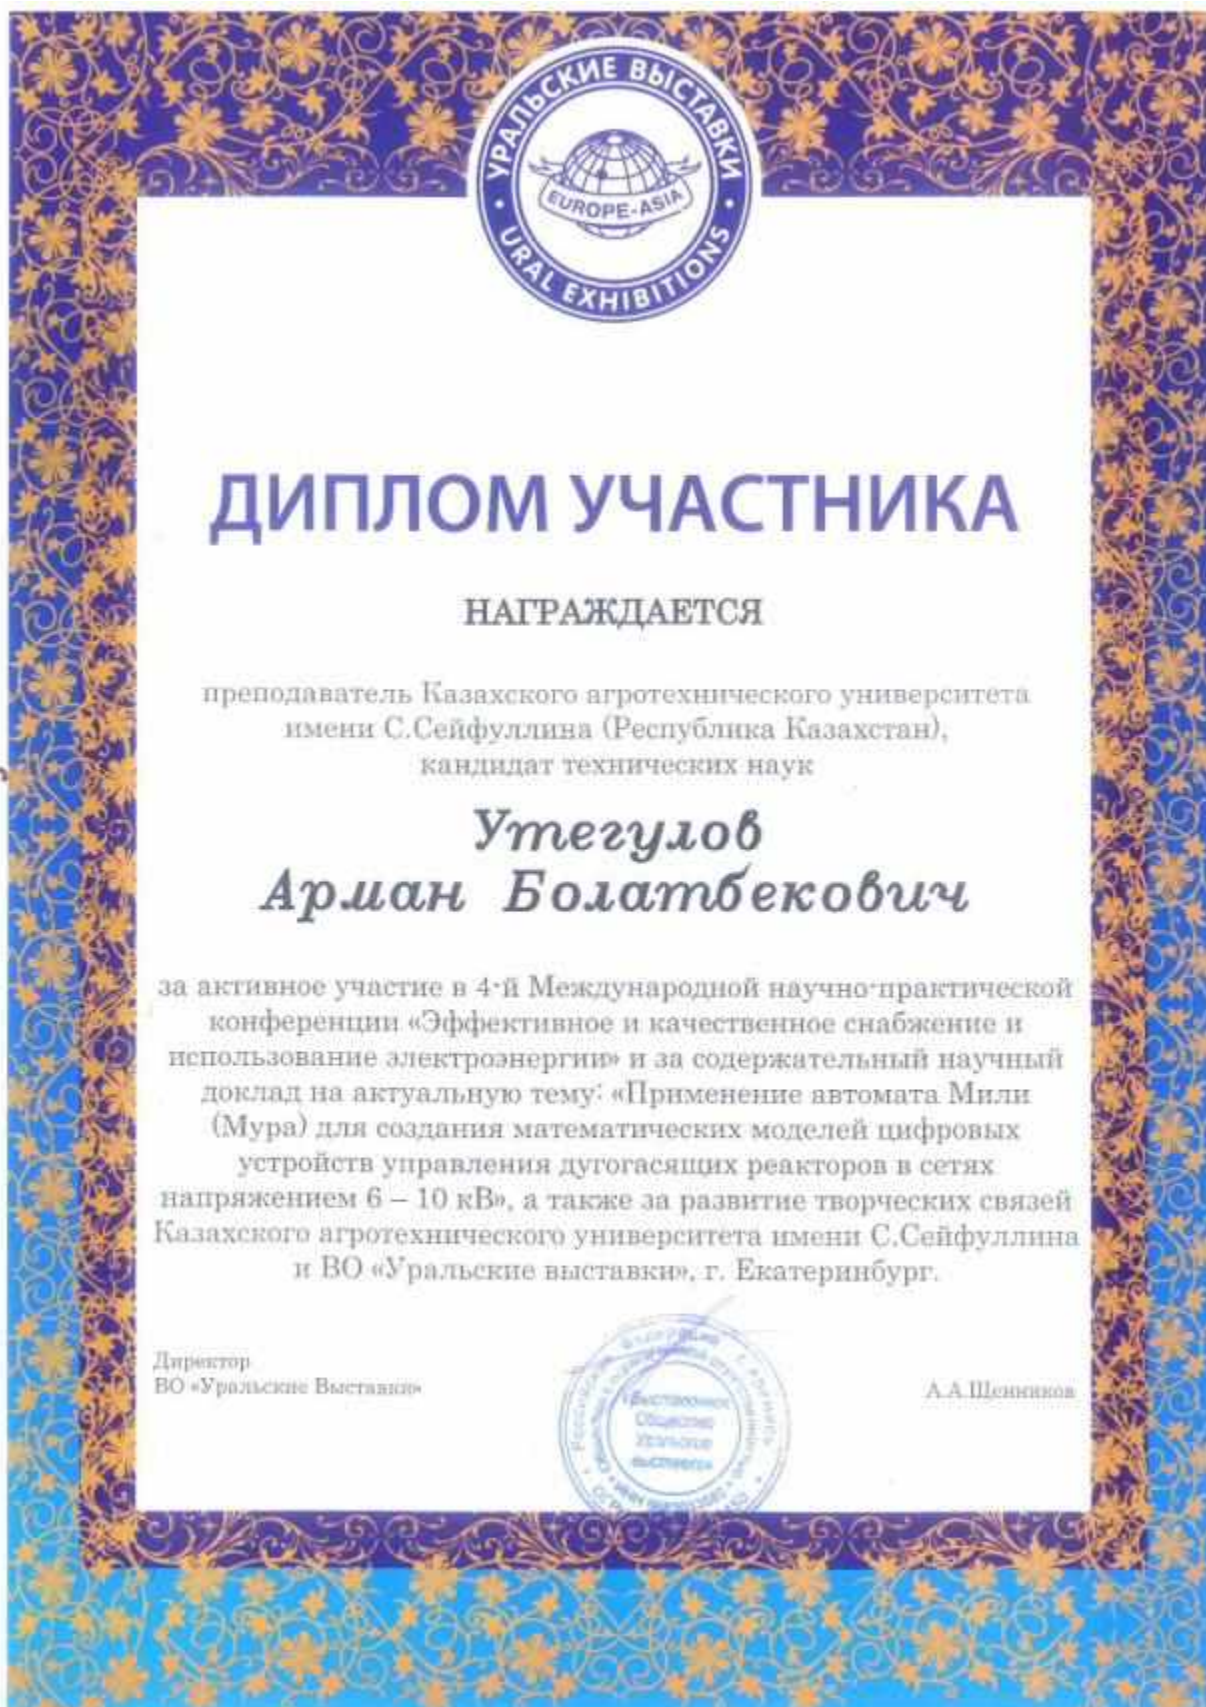 УРАЛЬСКИЕ ВЫСТАВКИ
EUROPE-ASIA
URAL EXHIBITIONS
ДИПЛОМ УЧАСТНИКА
НАГРАЖДАЕТСЯ
преподаватель Казахского агротехнического университета
имени С.Сейфуллина (Республика Казахстан),
кандидат технических наук
Утегулов
Арман Болатбекович
за активное участие в 4-й Международной научно-практической
конференции «Эффективное и качественное снабжение и
использование электроэнергии» и за содержательный научный
доклад на актуальную тему: «Применение автомата Мили
(Мура) для создания математических моделей цифровых
устройств управления дугогасящих реакторов в сетях
напряжением 6 – 10 кВ», а также за развитие творческих связей
Казахского агротехнического университета имени С.Сейфуллина
и ВО «Уральские выставки», г. Екатеринбург.
Директор
ВО «Уральские Выставки»
А.А.Щенников
«Выставочное
Общество
Уральские
выставки»